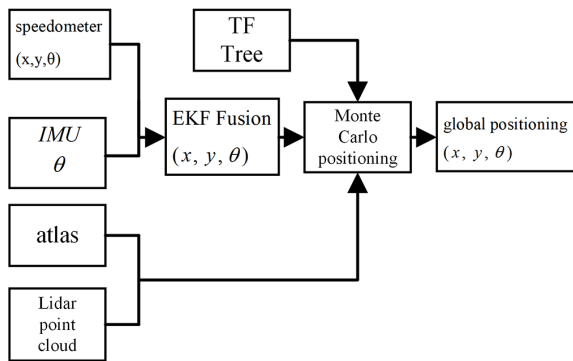 speedometer
(x,y,θ)
TF
Tree
IMU
θ
EKF Fusion
(x, y, θ)
Monte
Carlo
positioning
global positioning
(x, y, θ)
atlas
Lidar
point
cloud